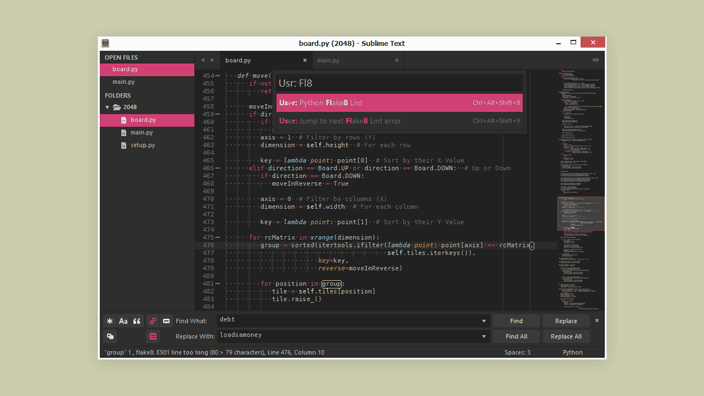 board.py (2048) - Sublime Text
OPEN FILES
board.py
main.py
FOLDERS
2048
board.py
main.py
setup.py
board.py
main.py
Usr: Fl8
User: Python Flake8 Lint Ctrl+Alt+Shift+8
User: Jump to next Flake8 Lint error Ctrl+Alt+Shift+9
454 def move(
455 if not
456 ret
457
458 moveInR
459 if dir
460 if
461
462 axis = 1 # Filter by rows (Y)
463 dimension = self.height # For each row
464
465 key = lambda point: point[0] # Sort by their X Value
466 elif direction == Board.UP or direction == Board.DOWN: # Up or Down
467 if direction == Board.DOWN:
468 moveInReverse = True
469
470 axis = 0 # Filter by columns (X)
471 dimension = self.width # For each column
472
473 key = lambda point: point[1] # Sort by their Y Value
474
475 for rcMatrix in xrange(dimension):
476 group = sorted(itertools.ifilter(lambda point: point[axis] == rcMatrix,
477 self.tiles.iterkeys()),
478 key=key,
479 reverse=moveInReverse)
480
481 for position in group:
482 tile = self.tiles[position]
483 tile.raise_()
484
Find What: debt Find Replace
Replace With: loadsamoney Find All Replace All
"group" 1 , flake8: E501 line too long (80 > 79 characters), Line 476, Column 10 Spaces: 3 Python